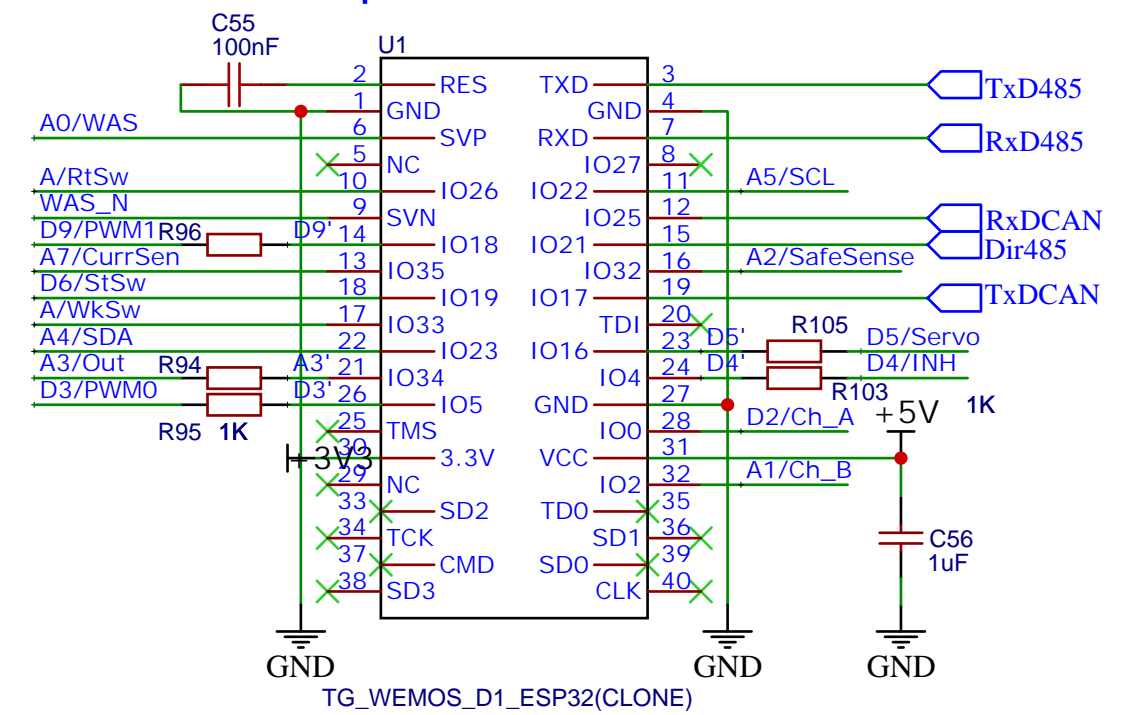 C55
100nF
U1
2 RES TXD 3 TxD485
1 GND GND 4
A0/WAS 6 SVP RXD 7 RxD485
5 NC IO27 8
A/RtSw 10 IO26 IO22 11 A5/SCL
WAS_N 9 SVN IO25 12 RxDCAN
D9/PWM1 R96 D9' 14 IO18 IO21 15 Dir485
A7/CurrSen 13 IO35 IO32 16 A2/SafeSense
D6/StSw 18 IO19 IO17 19 TxDCAN
A/WkSw 17 IO33 TDI 20
A4/SDA 22 IO23 IO16 23 D5' R105 D5/Servo
A3/Out R94 A3' 21 IO34 IO4 24 D4' D4/INH
D3/PWM0 D3' 26 IO5 GND 27 R103 1K
R95 1K 25 TMS IO0 28 D2/Ch_A +5V
+3V3 30 3.3V VCC 31
29 NC IO2 32 A1/Ch_B
33 SD2 TD0 35
34 TCK SD1 36
37 CMD SD0 39
38 SD3 CLK 40
C56
1uF
GND GND GND
TG_WEMOS_D1_ESP32(CLONE)